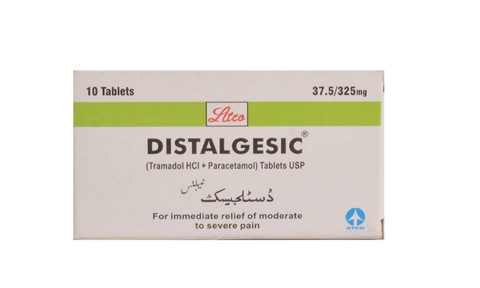 10 Tablets 37.5/325mg
Atco
DISTALGESIC®
(Tramadol HCl + Paracetamol) Tablets USP
ڈسٹلجیسک ٹیبلٹس
For immediate relief of moderate
to severe pain
ATCO